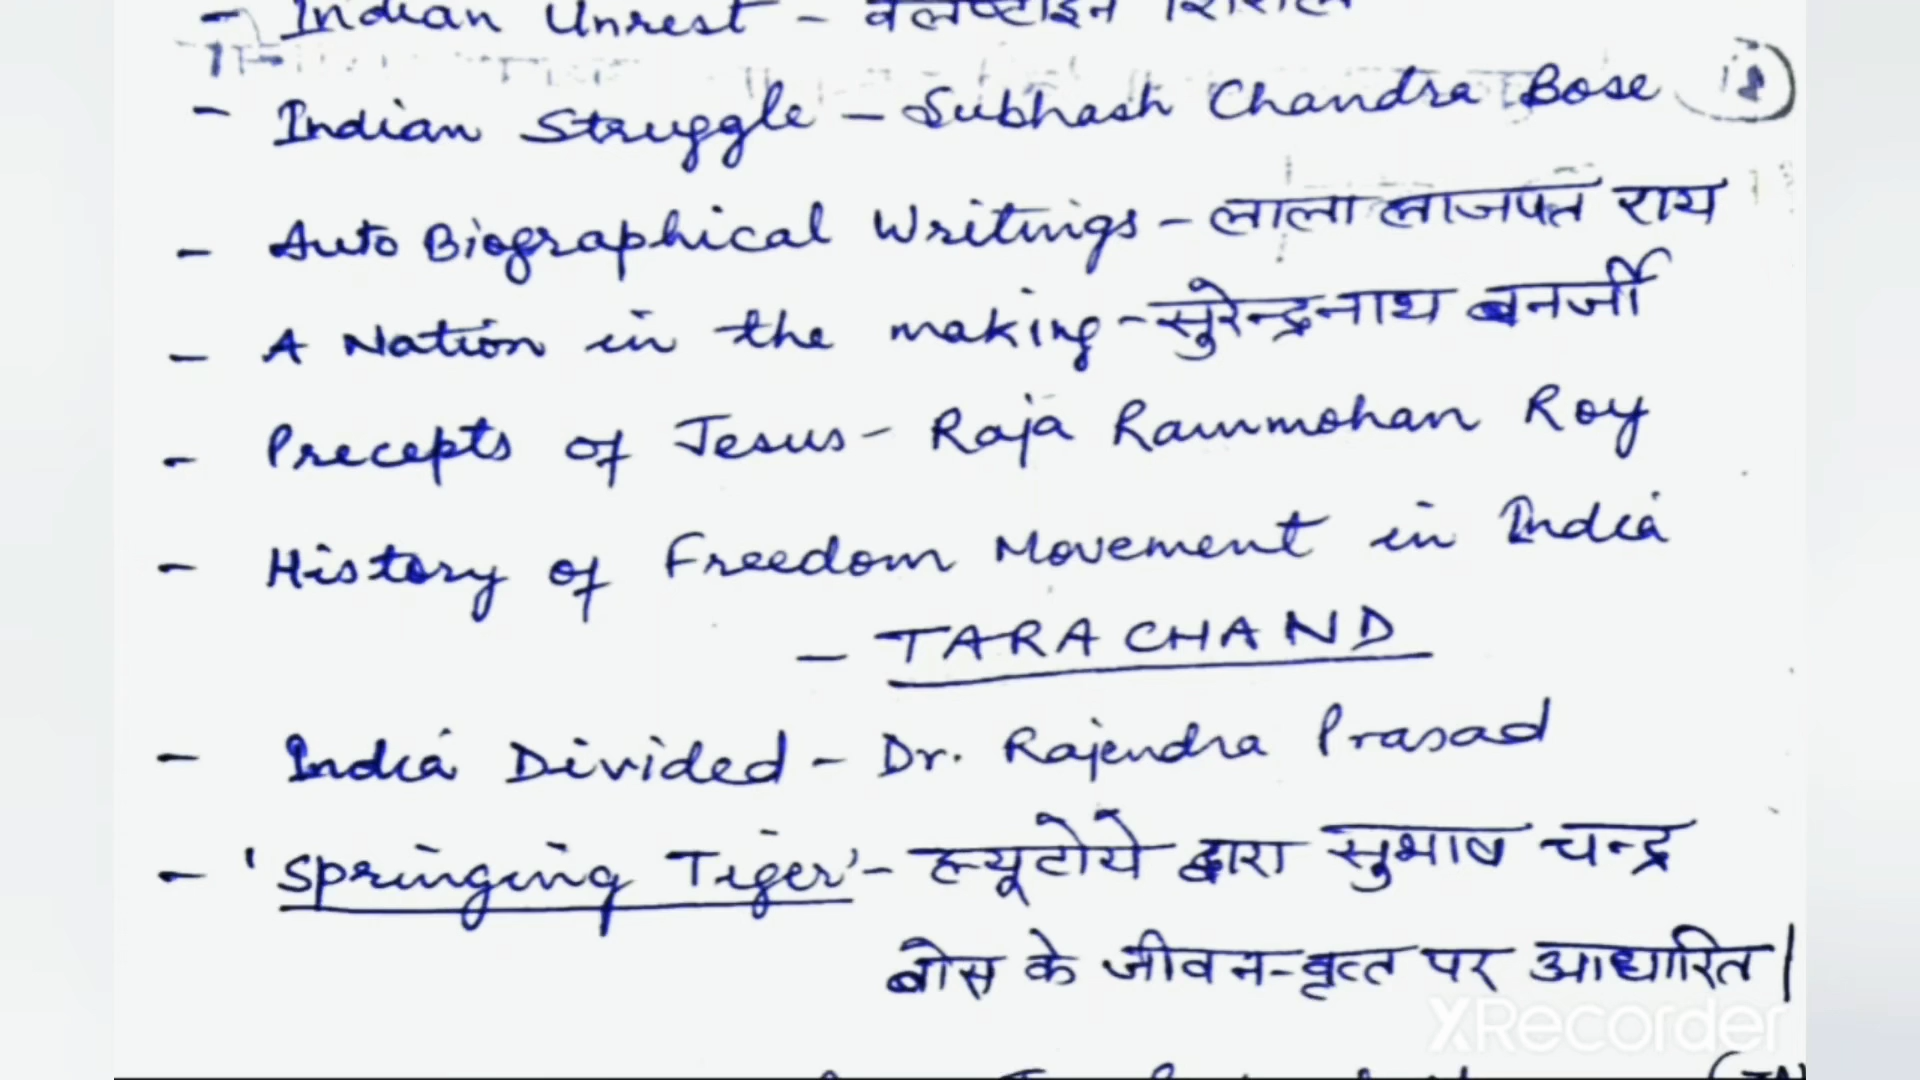 - Indian Unrest - वेलेण्टाइन शिरोल
- Indian Struggle - Subhash Chandra Bose
- Auto Biographical Writings - लाला लाजपत राय
- A Nation in the making - सुरेन्द्रनाथ बनर्जी
- Precepts of Jesus - Raja Rammohan Roy
- History of Freedom Movement in India
- TARA CHAND
- India Divided - Dr. Rajendra Prasad
- 'Springing Tiger' - ह्यूटोये द्वारा सुभाष चन्द्र
बोस के जीवन-वृत्त पर आधारित|
XRecorder